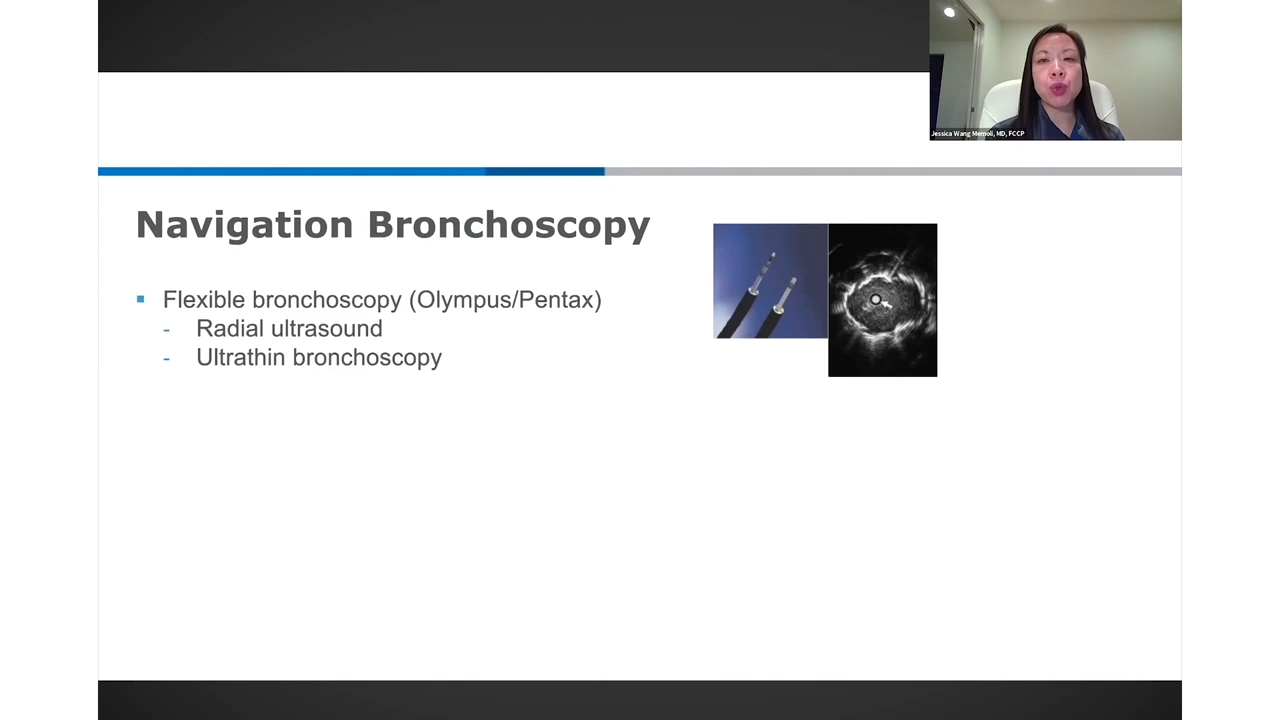 Jessica Wang Memoli, MD, FCCP
Navigation Bronchoscopy
▪ Flexible bronchoscopy (Olympus/Pentax)
- Radial ultrasound
- Ultrathin bronchoscopy